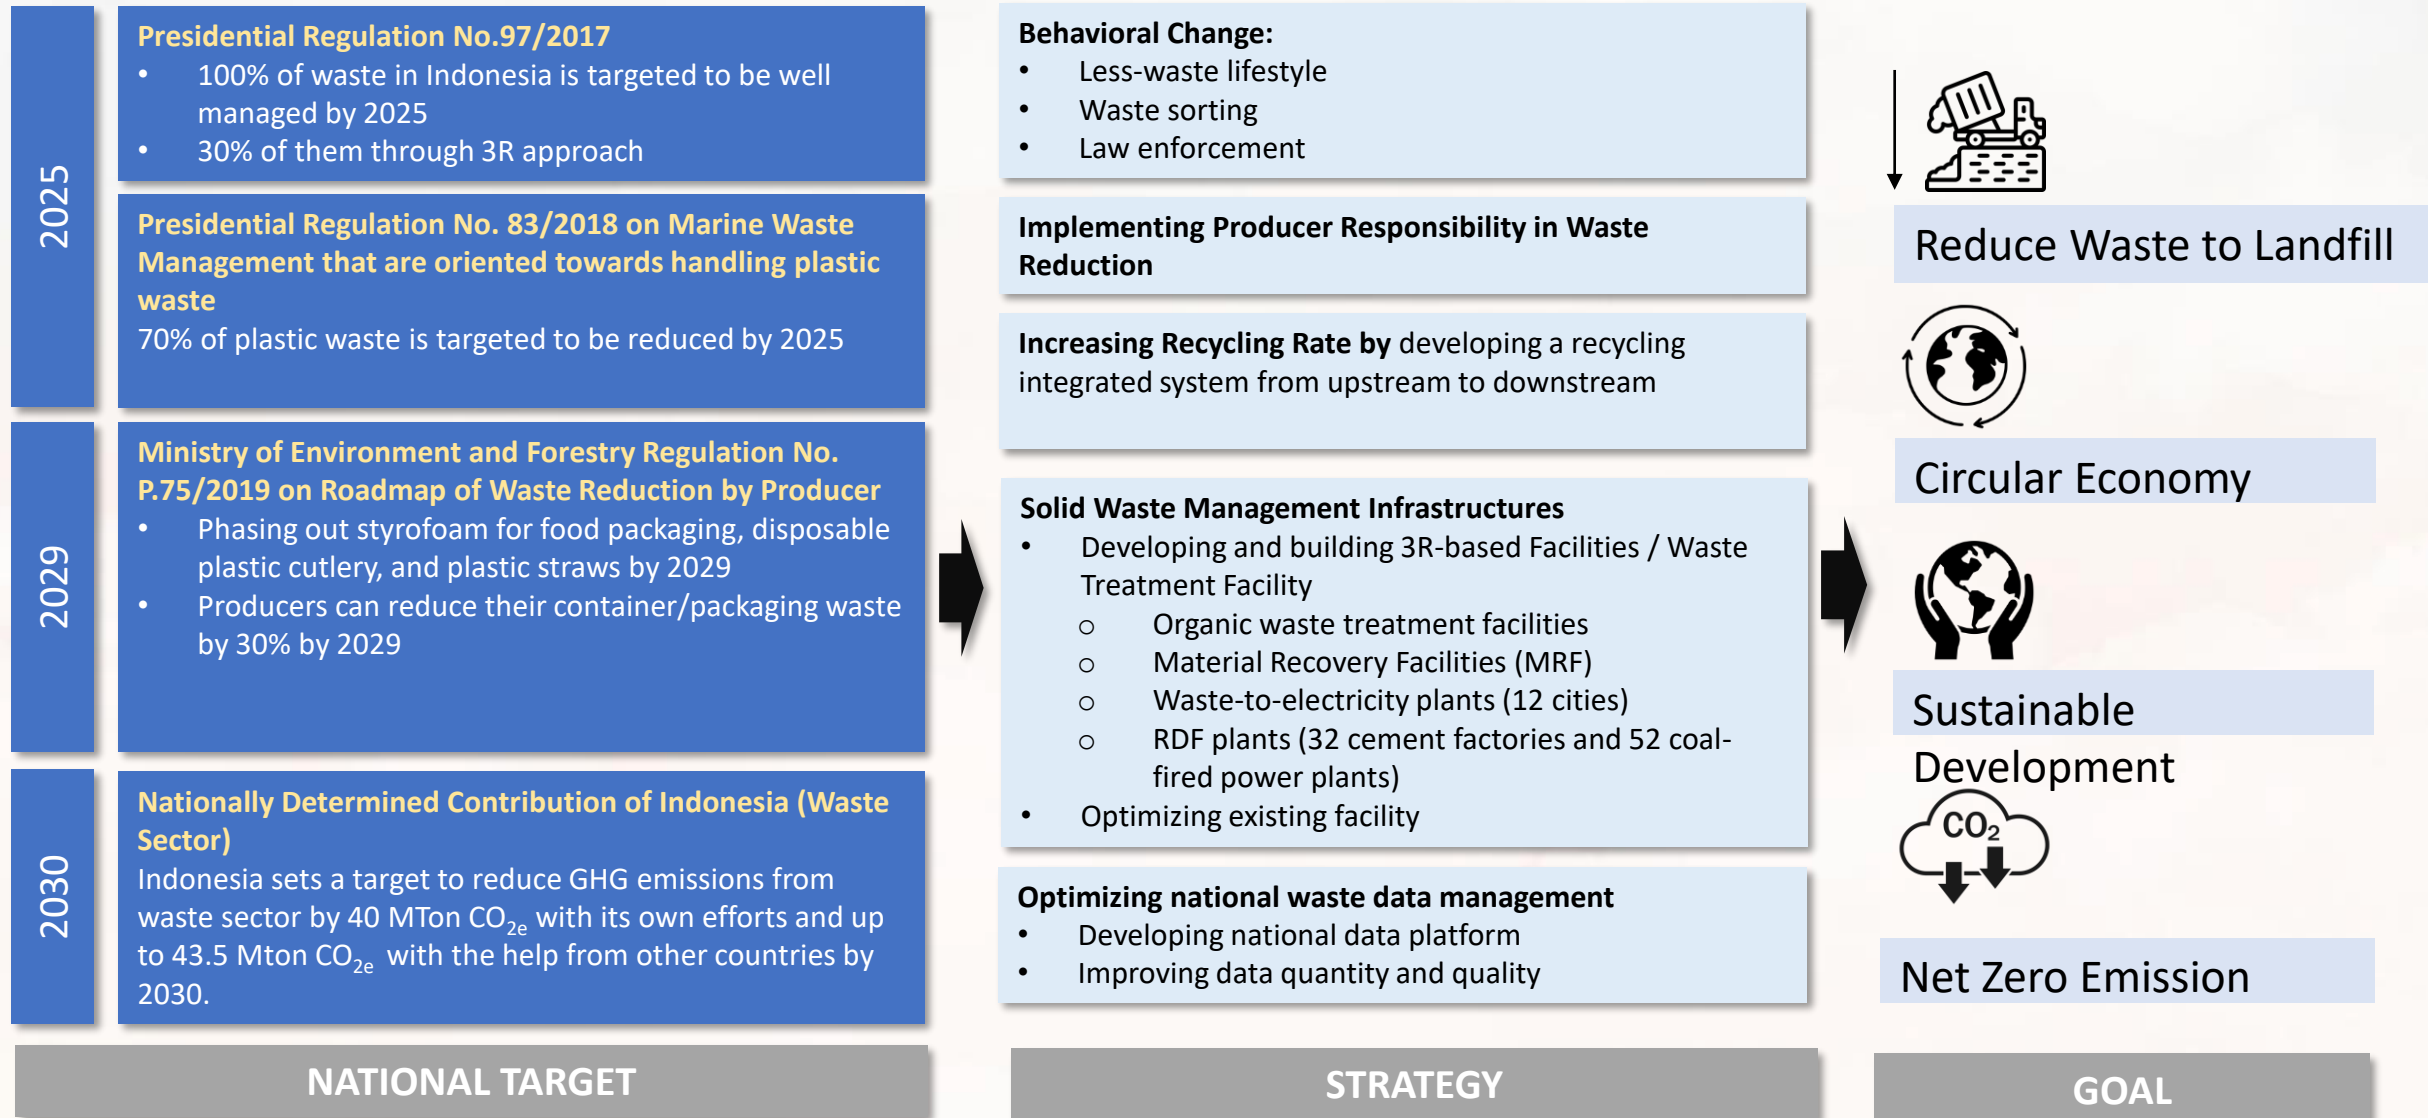 2025
Presidential Regulation No.97/2017
• 100% of waste in Indonesia is targeted to be well
managed by 2025
• 30% of them through 3R approach
Presidential Regulation No. 83/2018 on Marine Waste
Management that are oriented towards handling plastic
waste
70% of plastic waste is targeted to be reduced by 2025
2029
Ministry of Environment and Forestry Regulation No.
P.75/2019 on Roadmap of Waste Reduction by Producer
• Phasing out styrofoam for food packaging, disposable
plastic cutlery, and plastic straws by 2029
• Producers can reduce their container/packaging waste
by 30% by 2029
2030
Nationally Determined Contribution of Indonesia (Waste
Sector)
Indonesia sets a target to reduce GHG emissions from
waste sector by 40 MTon CO2e with its own efforts and up
to 43.5 Mton CO2e with the help from other countries by
2030.
NATIONAL TARGET
Behavioral Change:
• Less-waste lifestyle
• Waste sorting
• Law enforcement
Implementing Producer Responsibility in Waste
Reduction
Increasing Recycling Rate by developing a recycling
integrated system from upstream to downstream
Solid Waste Management Infrastructures
• Developing and building 3R-based Facilities / Waste
Treatment Facility
o Organic waste treatment facilities
o Material Recovery Facilities (MRF)
o Waste-to-electricity plants (12 cities)
o RDF plants (32 cement factories and 52 coal-
fired power plants)
• Optimizing existing facility
Optimizing national waste data management
• Developing national data platform
• Improving data quantity and quality
STRATEGY
Reduce Waste to Landfill
Circular Economy
Sustainable
Development
CO2
Net Zero Emission
GOAL